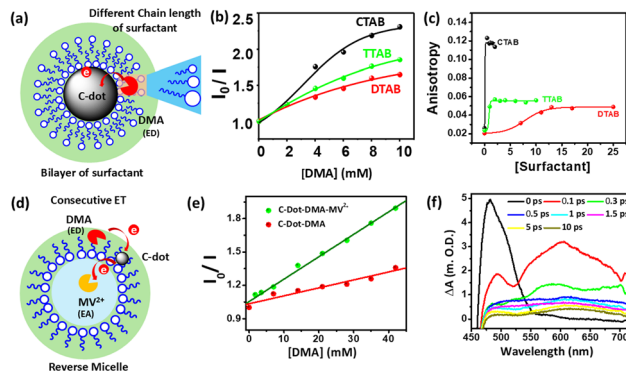 (a)
Different Chain length
of surfactant
e
C-dot
DMA
(ED)
Bilayer of surfactant
(b)
2.5
2.0
1.5
1.0
I0 / I
CTAB
TTAB
DTAB
0 2 4 6 8 10
[DMA] (mM)
(c)
0.12
0.10
0.08
0.06
0.04
0.02
Anisotropy
CTAB
TTAB
DTAB
0 5 10 15 20 25
[Surfactant]
(d)
Consecutive ET
DMA
(ED)
e
C-dot
e
MV2+
(EA)
Reverse Micelle
(e)
1.8
1.5
1.2
0.9
I0 / I
C-Dot-DMA-MV2-
C-Dot-DMA
0 10 20 30 40
[DMA] (mM)
(f)
5
4
3
2
1
0
ΔA (m. O.D.)
0 ps 0.1 ps 0.3 ps
0.5 ps 1 ps 1.5 ps
5 ps 10 ps
450 500 550 600 650 700
Wavelength (nm)